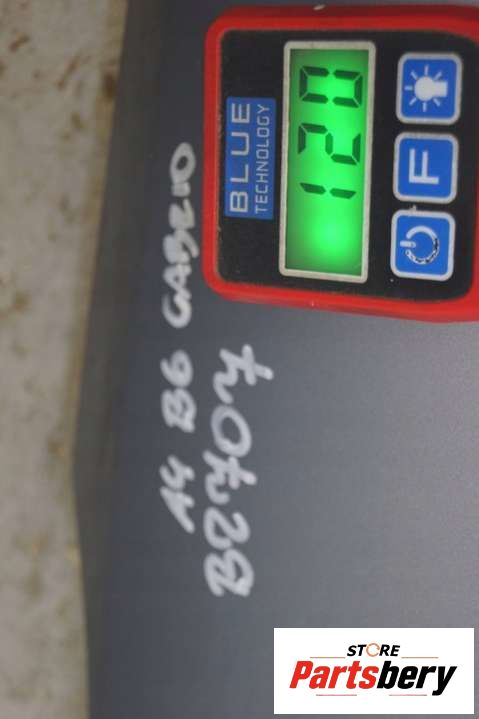 BLUE
TECHNOLOGY
120
F
A4 B6 CABRIO
STORE
Partsbery